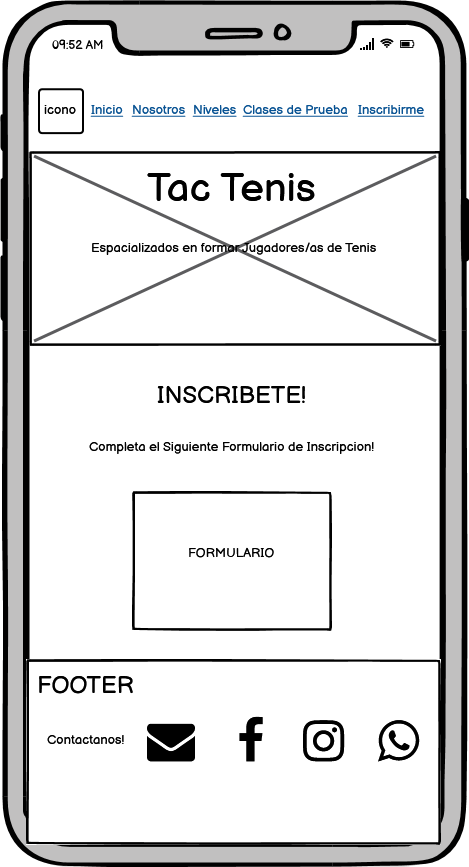 09:52 AM
icono Inicio Nosotros Niveles Clases de Prueba Inscribirme
Tac Tenis
Espacializados en formar Jugadores/as de Tenis
INSCRIBETE!
Completa el Siguiente Formulario de Inscripcion!
FORMULARIO
FOOTER
Contactanos!